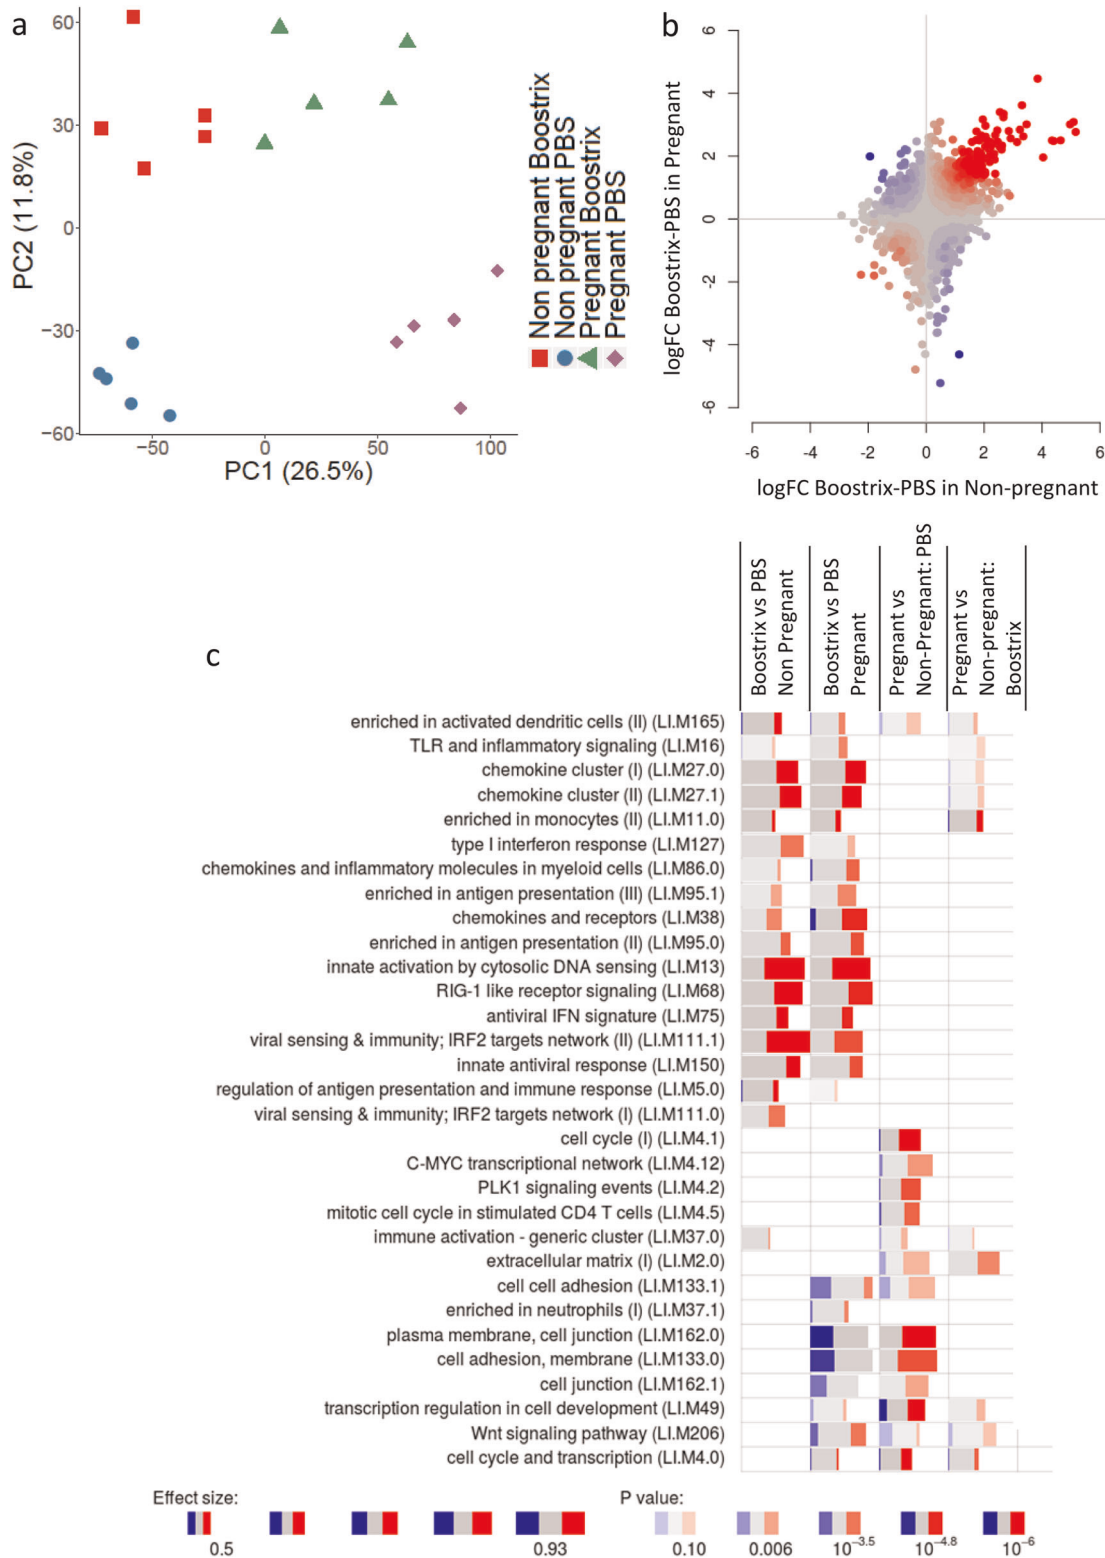 a
60
30
0
−30
−60
PC2 (11.8%)
−50
0
50
100
PC1 (26.5%)
Non pregnant Boostrix
Non pregnant PBS
Pregnant Boostrix
Pregnant PBS
b
6
4
2
0
-2
-4
-6
logFC Boostrix-PBS in Pregnant
-6
-4
-2
0
2
4
6
logFC Boostrix-PBS in Non-pregnant
c
Boostrix vs PBS
Non Pregnant
Boostrix vs PBS
Pregnant
Pregnant vs
Non-Pregnant: PBS
Pregnant vs
Non-pregnant:
Boostrix
enriched in activated dendritic cells (II) (LI.M165)
TLR and inflammatory signaling (LI.M16)
chemokine cluster (I) (LI.M27.0)
chemokine cluster (II) (LI.M27.1)
enriched in monocytes (II) (LI.M11.0)
type I interferon response (LI.M127)
chemokines and inflammatory molecules in myeloid cells (LI.M86.0)
enriched in antigen presentation (III) (LI.M95.1)
chemokines and receptors (LI.M38)
enriched in antigen presentation (II) (LI.M95.0)
innate activation by cytosolic DNA sensing (LI.M13)
RIG-1 like receptor signaling (LI.M68)
antiviral IFN signature (LI.M75)
viral sensing & immunity; IRF2 targets network (II) (LI.M111.1)
innate antiviral response (LI.M150)
regulation of antigen presentation and immune response (LI.M5.0)
viral sensing & immunity; IRF2 targets network (I) (LI.M111.0)
cell cycle (I) (LI.M4.1)
C-MYC transcriptional network (LI.M4.12)
PLK1 signaling events (LI.M4.2)
mitotic cell cycle in stimulated CD4 T cells (LI.M4.5)
immune activation - generic cluster (LI.M37.0)
extracellular matrix (I) (LI.M2.0)
cell cell adhesion (LI.M133.1)
enriched in neutrophils (I) (LI.M37.1)
plasma membrane, cell junction (LI.M162.0)
cell adhesion, membrane (LI.M133.0)
cell junction (LI.M162.1)
transcription regulation in cell development (LI.M49)
Wnt signaling pathway (LI.M206)
cell cycle and transcription (LI.M4.0)
Effect size:
0.5
0.93
P value:
0.10
0.006
10−3.5
10−4.8
10−6